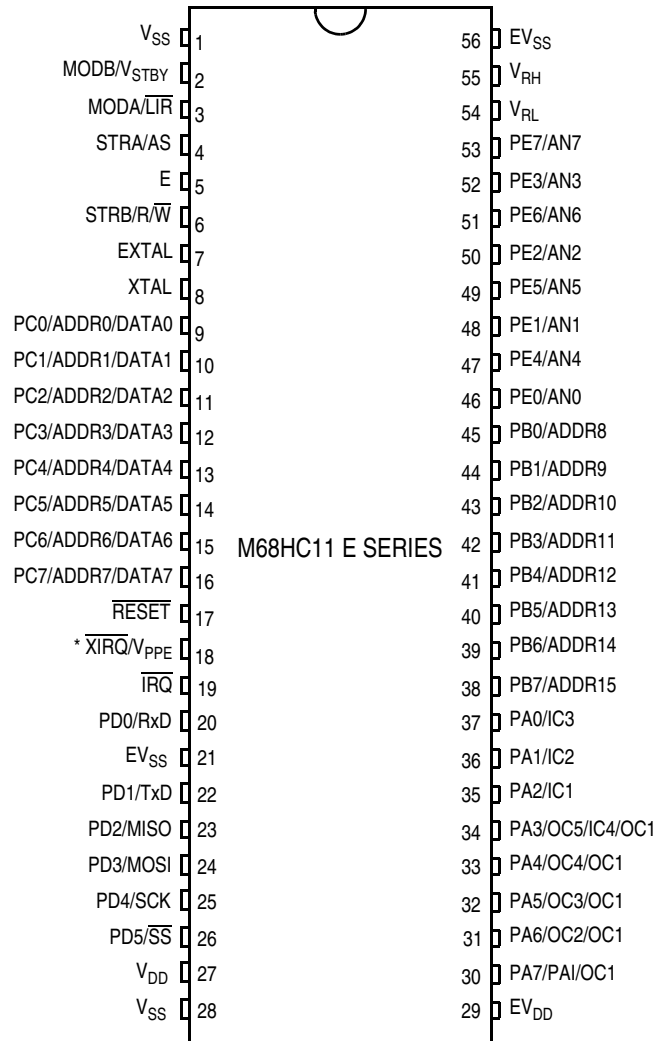 VSS 1
MODB/VSTBY 2
MODA/L̅I̅R̅ 3
STRA/AS 4
E 5
STRB/R/W̅ 6
EXTAL 7
XTAL 8
PC0/ADDR0/DATA0 9
PC1/ADDR1/DATA1 10
PC2/ADDR2/DATA2 11
PC3/ADDR3/DATA3 12
PC4/ADDR4/DATA4 13
PC5/ADDR5/DATA5 14
PC6/ADDR6/DATA6 15
PC7/ADDR7/DATA7 16
R̅E̅S̅E̅T̅ 17
* X̅I̅R̅Q̅/VPPE 18
I̅R̅Q̅ 19
PD0/RxD 20
EVSS 21
PD1/TxD 22
PD2/MISO 23
PD3/MOSI 24
PD4/SCK 25
PD5/S̅S̅ 26
VDD 27
VSS 28
M68HC11 E SERIES
56 EVSS
55 VRH
54 VRL
53 PE7/AN7
52 PE3/AN3
51 PE6/AN6
50 PE2/AN2
49 PE5/AN5
48 PE1/AN1
47 PE4/AN4
46 PE0/AN0
45 PB0/ADDR8
44 PB1/ADDR9
43 PB2/ADDR10
42 PB3/ADDR11
41 PB4/ADDR12
40 PB5/ADDR13
39 PB6/ADDR14
38 PB7/ADDR15
37 PA0/IC3
36 PA1/IC2
35 PA2/IC1
34 PA3/OC5/IC4/OC1
33 PA4/OC4/OC1
32 PA5/OC3/OC1
31 PA6/OC2/OC1
30 PA7/PAI/OC1
29 EVDD